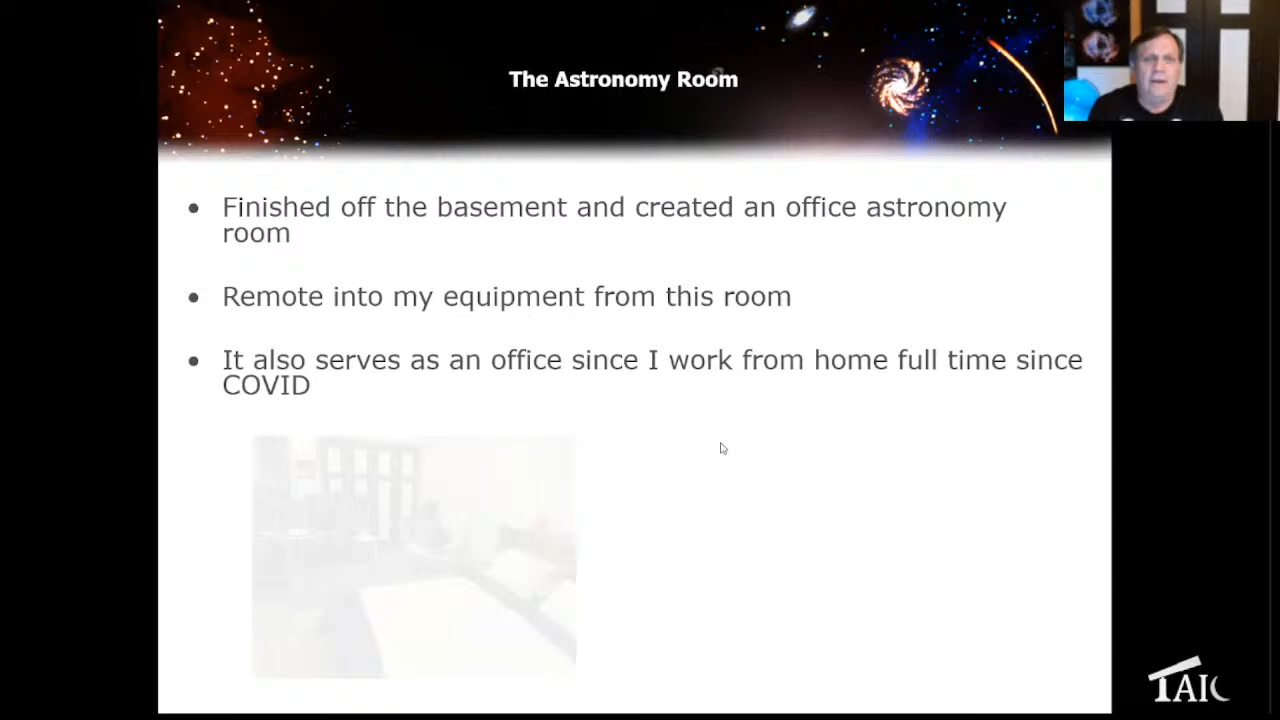 The Astronomy Room
• Finished off the basement and created an office astronomy
room
• Remote into my equipment from this room
• It also serves as an office since I work from home full time since
COVID
TAIC